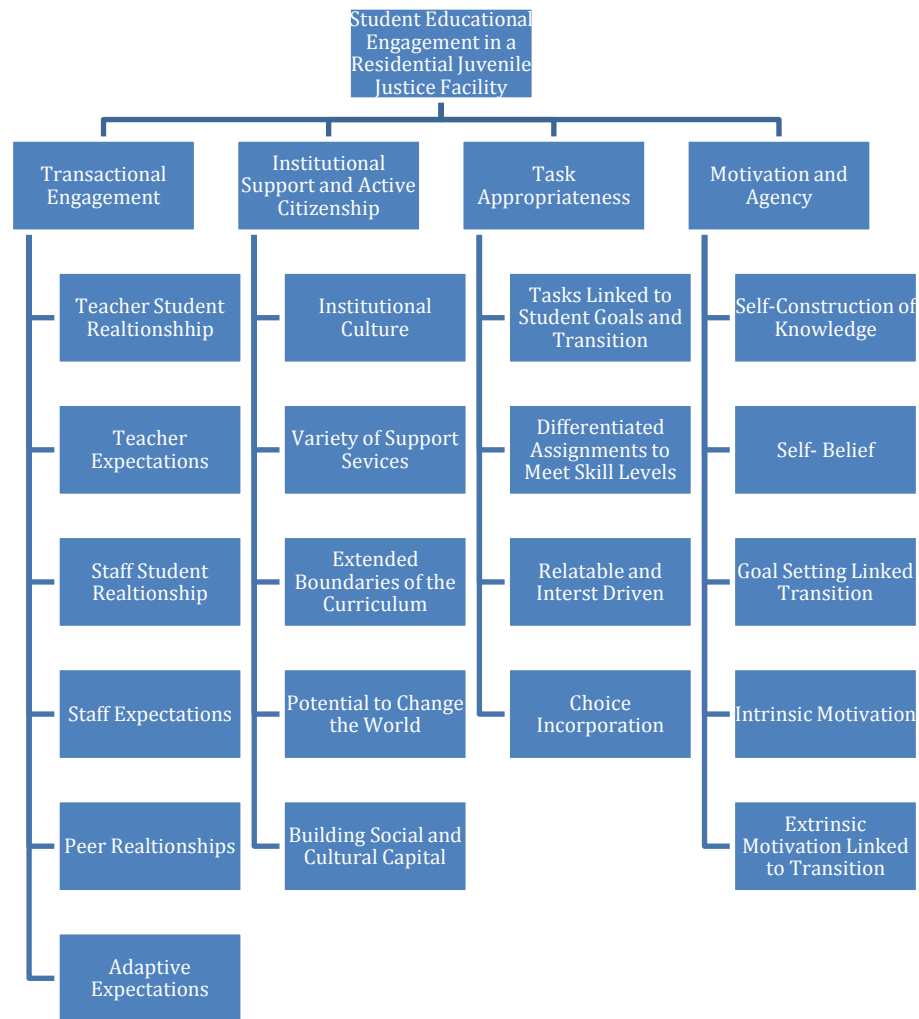 Student Educational
Engagement in a
Residential Juvenile
Justice Facility
Transactional
Engagement
Teacher Student
Realtionshhip
Teacher
Expectations
Staff Student
Realtionship
Staff Expectations
Peer Realtionships
Adaptive
Expectations
Institutional
Support and Active
Citizenship
Institutional
Culture
Variety of Support
Sevices
Extended
Boundaries of the
Curriculum
Potential to Change
the World
Building Social and
Cultural Capital
Task
Appropriateness
Tasks Linked to
Student Goals and
Transition
Differentiated
Assignments to
Meet Skill Levels
Relatable and
Interst Driven
Choice
Incorporation
Motivation and
Agency
Self-Construction of
Knowledge
Self- Belief
Goal Setting Linked
Transition
Intrinsic Motivation
Extrinsic
Motivation Linked
to Transition